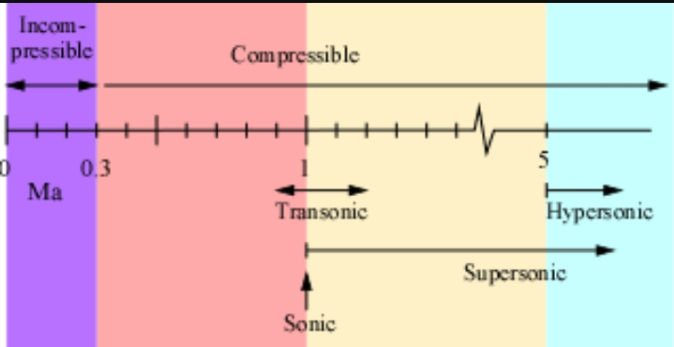 Incom-
pressible
Compressible
0
0.3
1
5
Ma
Transonic
Hypersonic
Supersonic
Sonic